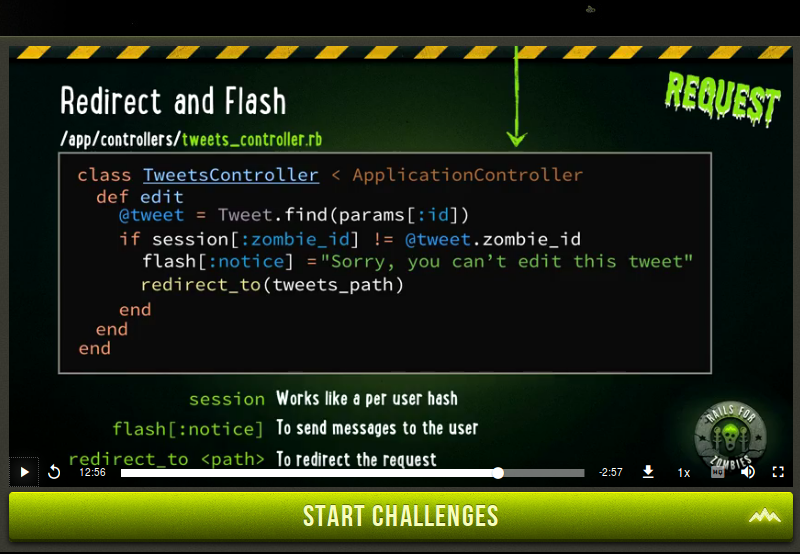 Redirect and Flash
REQUEST
/app/controllers/tweets_controller.rb
class TweetsController < ApplicationController
def edit
@tweet = Tweet.find(params[:id])
if session[:zombie_id] != @tweet.zombie_id
flash[:notice] ="Sorry, you can't edit this tweet"
redirect_to(tweets_path)
end
end
end
session Works like a per user hash
flash[:notice] To send messages to the user
redirect_to <path> To redirect the request
RAILS FOR
ZOMBIES
12:56 -2:57 1x HQ
START CHALLENGES